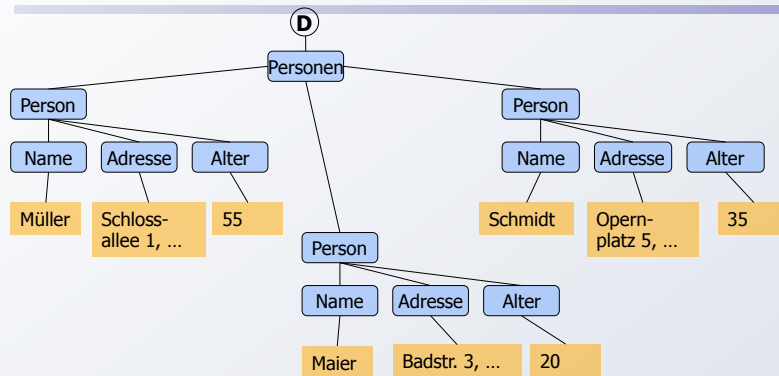 D
Personen
Person
Person
Name
Adresse
Alter
Name
Adresse
Alter
Müller
Schloss-
allee 1, ...
55
Schmidt
Opern-
platz 5, ...
35
Person
Name
Adresse
Alter
Maier
Badstr. 3, ...
20